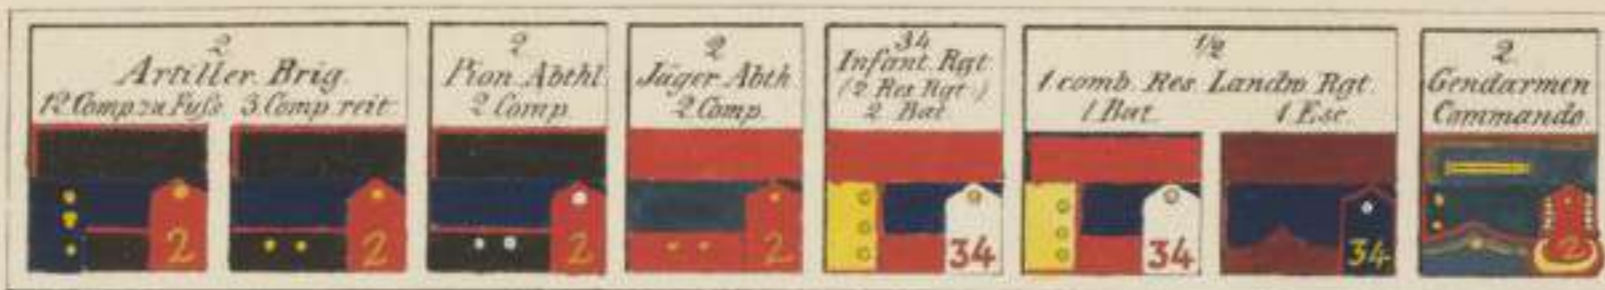 2
Artiller. Brig.
12 Comp. zu Fuſs 3 Comp. reit.
2
2
2
Pion. Abthl.
2 Comp.
2
2
Jäger Abth.
2 Comp.
2
34
Infant. Rgt.
(2 Res. Rgt.)
2 Bat.
34
1/2
1 comb. Res. Landw. Rgt.
1 Bat. 1 Esc.
34
34
2.
Gendarmen
Commando.
2